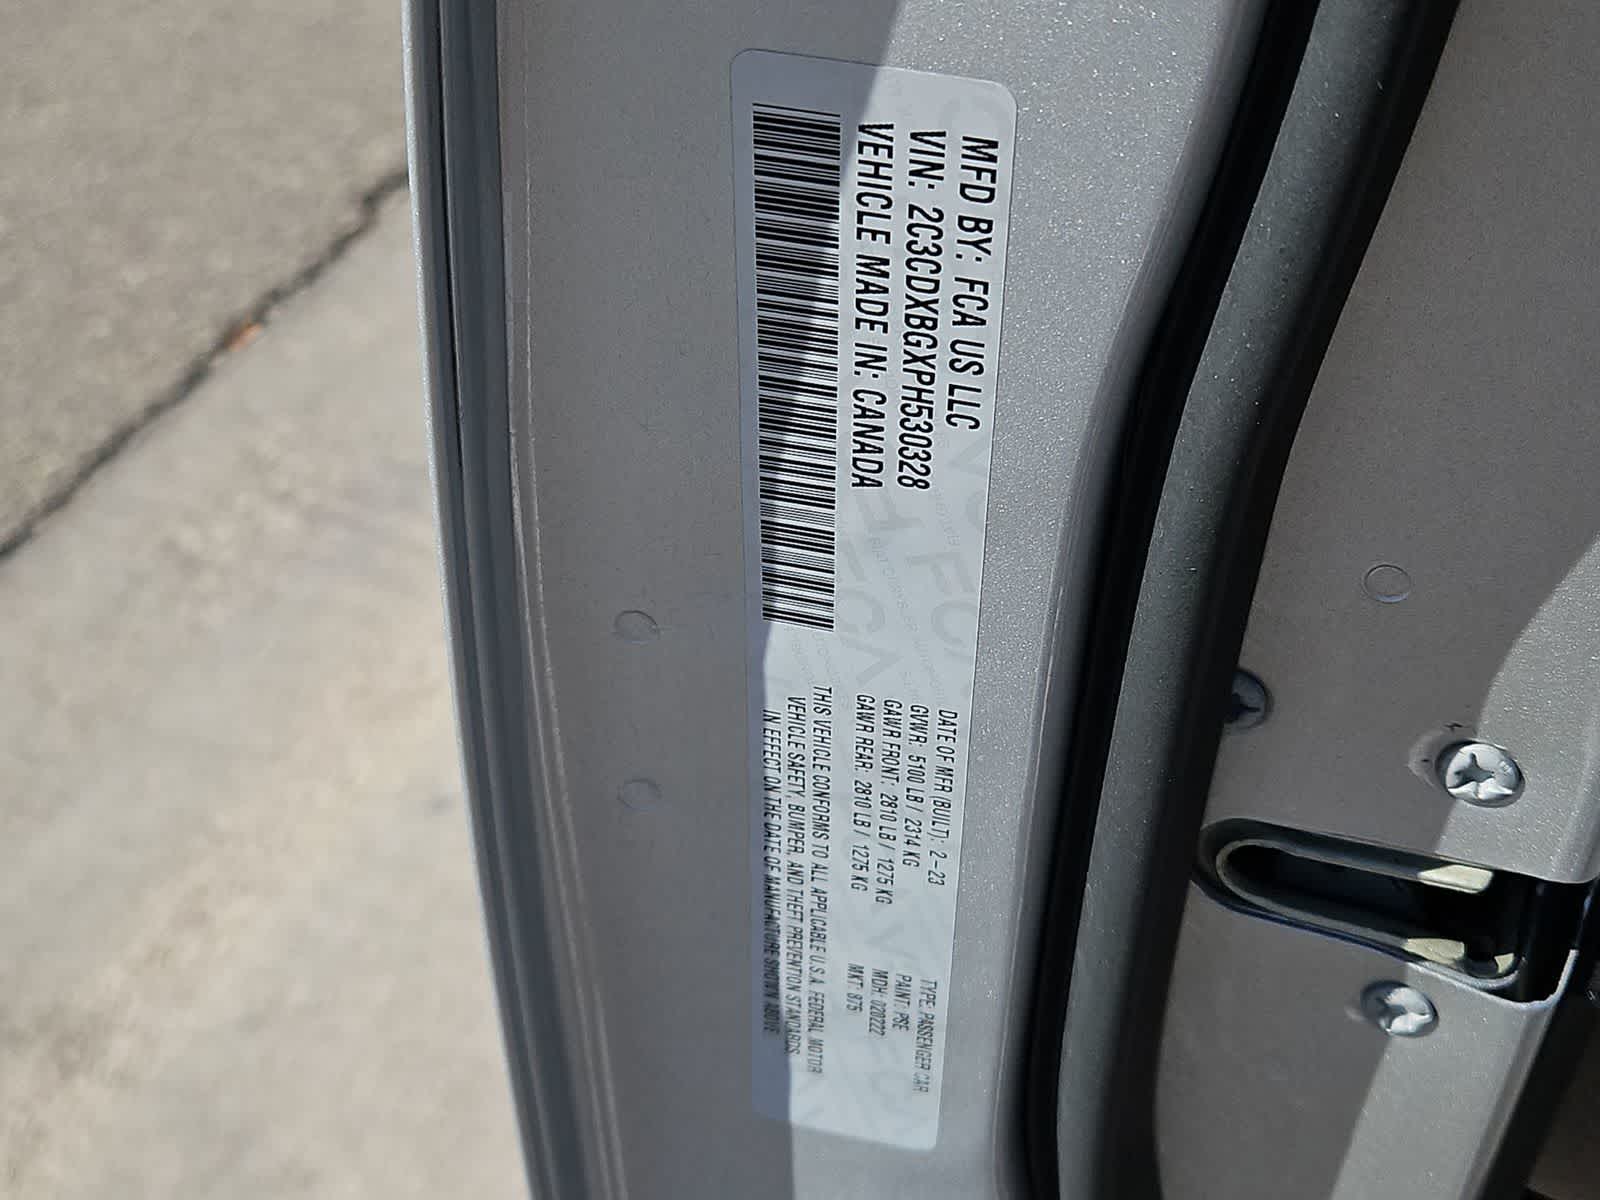 MFD BY: FCA US LLC
VIN: 2C3CDXBGXPH530328
VEHICLE MADE IN: CANADA
DATE OF MFR (BUILT): 2-23
GVWR: 5100 LB / 2314 KG
GAWR FRONT: 2810 LB / 1275 KG
GAWR REAR: 2810 LB / 1275 KG
TYPE: PASSENGER CAR
PAINT: PSE
MDH: 020222
MKT: 875
THIS VEHICLE CONFORMS TO ALL APPLICABLE U.S.A. FEDERAL MOTOR
VEHICLE SAFETY, BUMPER, AND THEFT PREVENTION STANDARDS
IN EFFECT ON THE DATE OF MANUFACTURE SHOWN ABOVE